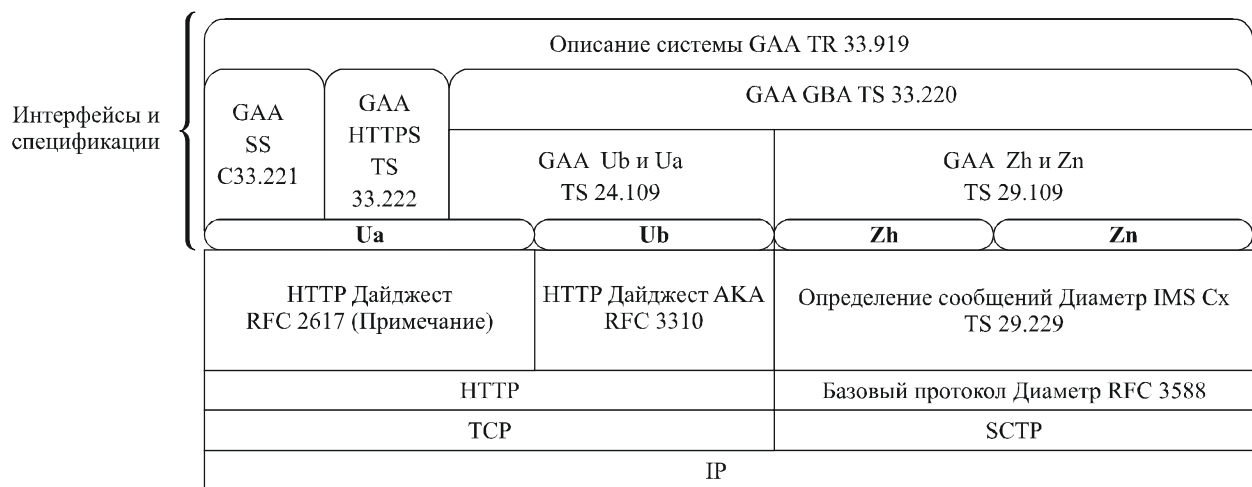 Описание системы GAA TR 33.919
Интерфейсы и
спецификации
GAA
SS
C33.221
GAA
HTTPS
TS
33.222
GAA GBA TS 33.220
GAA Ub и Ua
TS 24.109
GAA Zh и Zn
TS 29.109
Ua
Ub
Zh
Zn
HTTP Дайджест
RFC 2617 (Примечание)
HTTP Дайджест AKA
RFC 3310
Определение сообщений Диаметр IMS Cx
TS 29.229
HTTP
Базовый протокол Диаметр RFC 3588
TCP
SCTP
IP